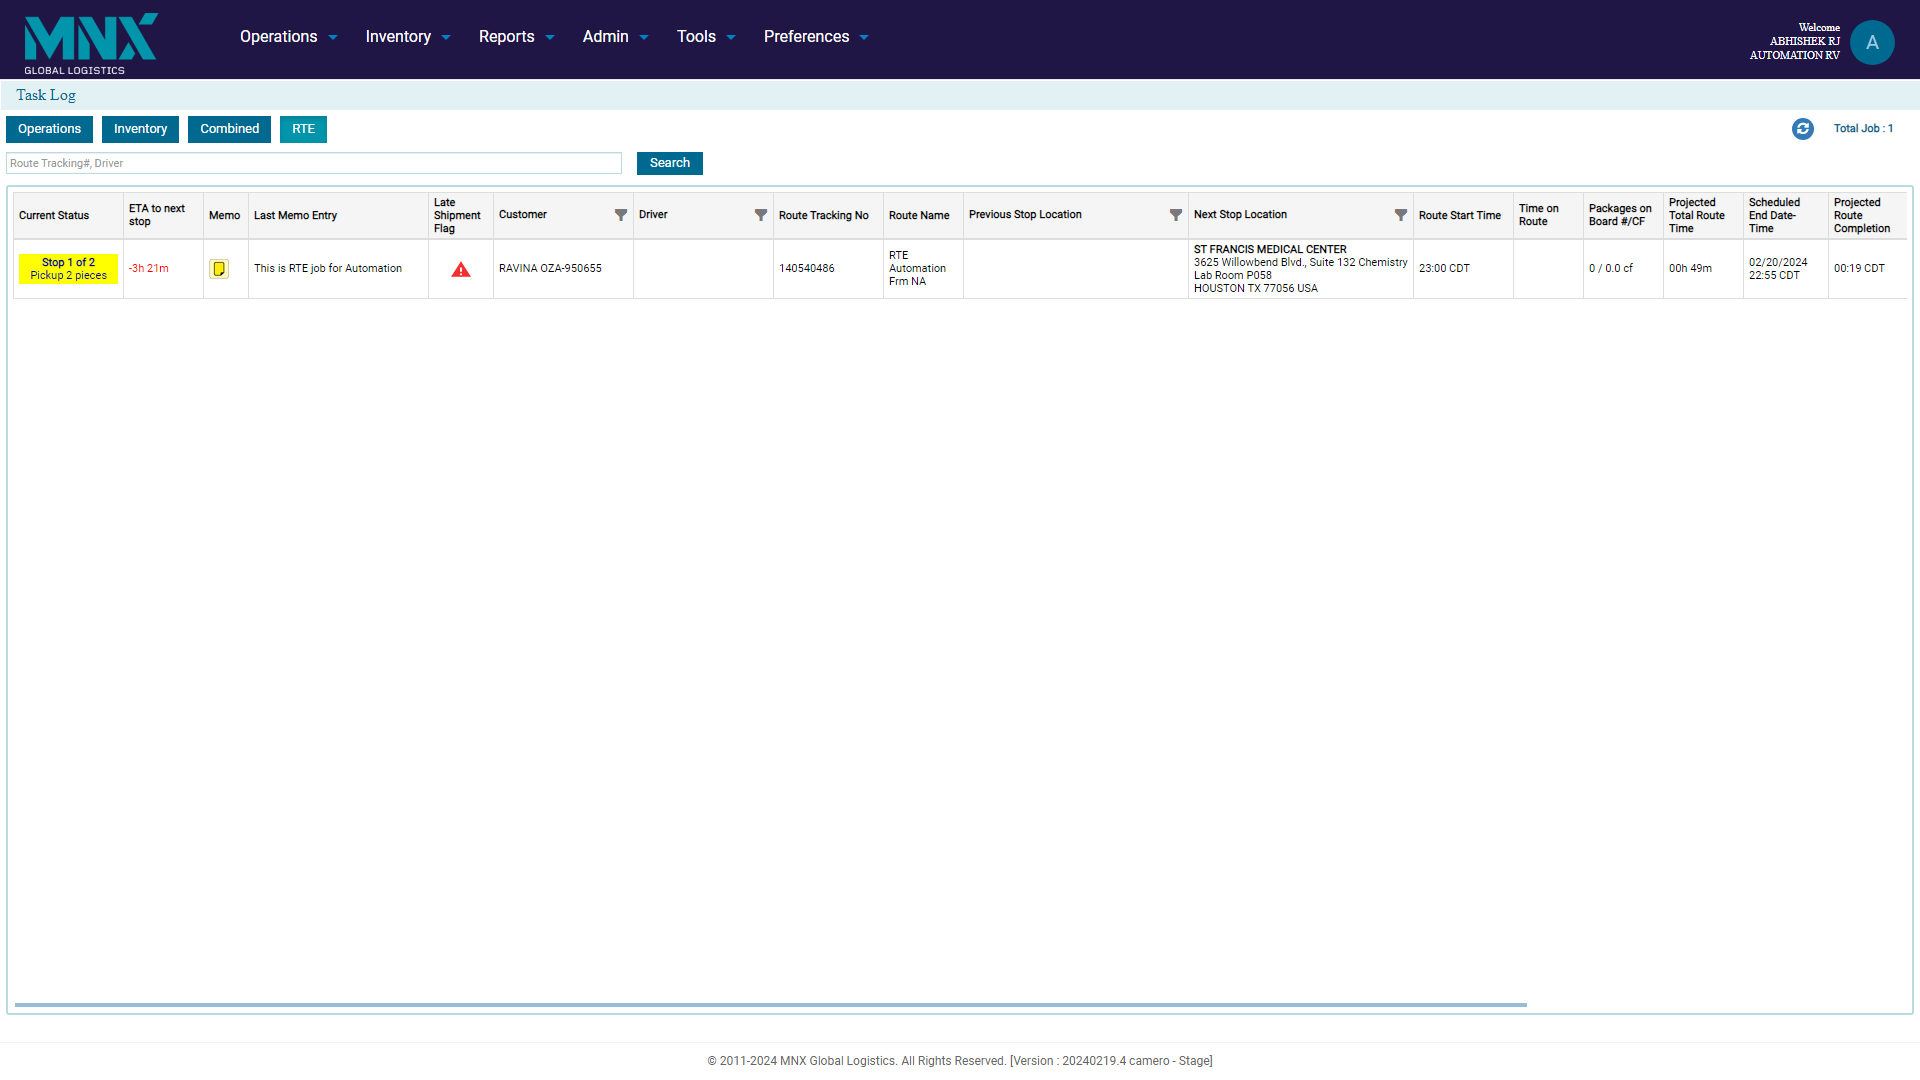 MNX
GLOBAL LOGISTICS
Operations Inventory Reports Admin Tools Preferences
Welcome
ABHISHEK RJ
AUTOMATION RV
A
Task Log
Operations Inventory Combined RTE
Total Job : 1
Route Tracking#, Driver
Search
Current Status
ETA to next
stop
Memo
Last Memo Entry
Late
Shipment
Flag
Customer
Driver
Route Tracking No
Route Name
Previous Stop Location
Next Stop Location
Route Start Time
Time on
Route
Packages on
Board #/CF
Projected
Total Route
Time
Scheduled
End Date-
Time
Projected
Route
Completion
Stop 1 of 2
Pickup 2 pieces
-3h 21m
This is RTE job for Automation
RAVINA OZA-950655
140540486
RTE
Automation
Frm NA
ST FRANCIS MEDICAL CENTER
3625 Willowbend Blvd., Suite 132 Chemistry
Lab Room P058
HOUSTON TX 77056 USA
23:00 CDT
0 / 0.0 cf
00h 49m
02/20/2024
22:55 CDT
00:19 CDT
© 2011-2024 MNX Global Logistics. All Rights Reserved. [Version : 20240219.4 camero - Stage]